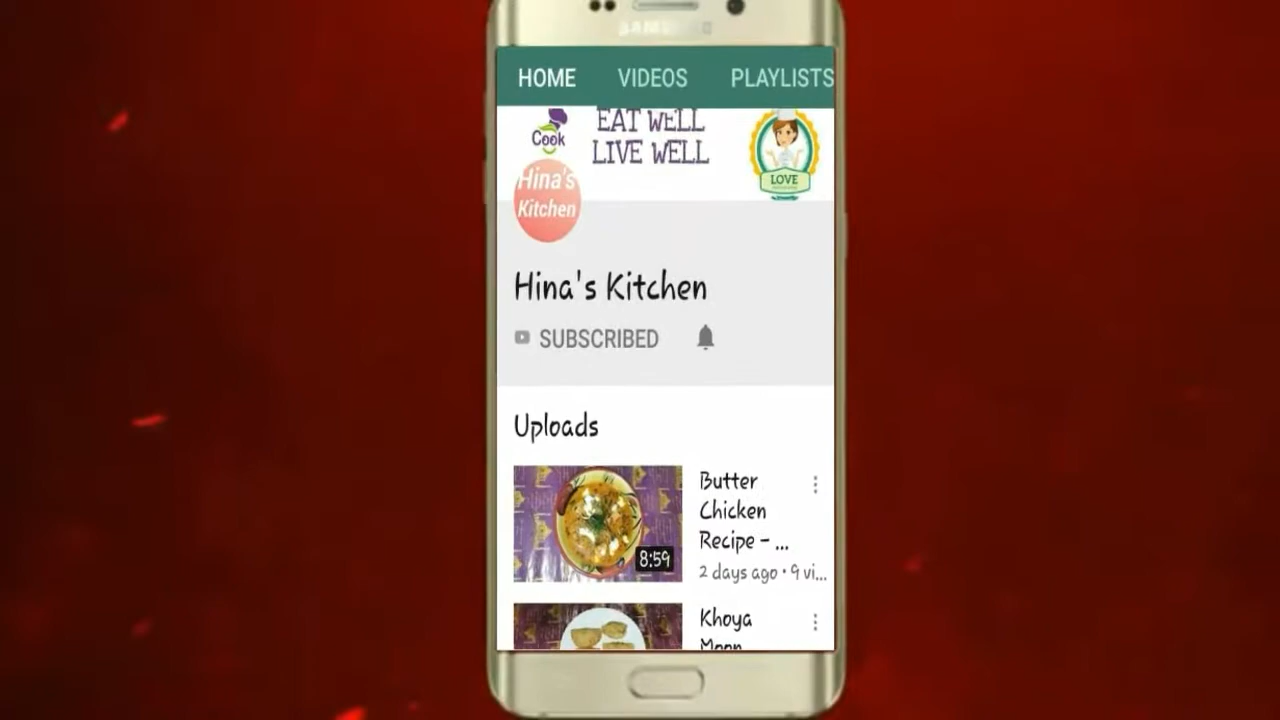 SAMSUNG
HOME VIDEOS PLAYLISTS
EAT WELL
LIVE WELL
Cook
LOVE
Hina's
Kitchen
Hina's Kitchen
SUBSCRIBED
Uploads
Butter
Chicken
Recipe - ...
8:59
2 days ago • 9 vi...
Khoya
Moon